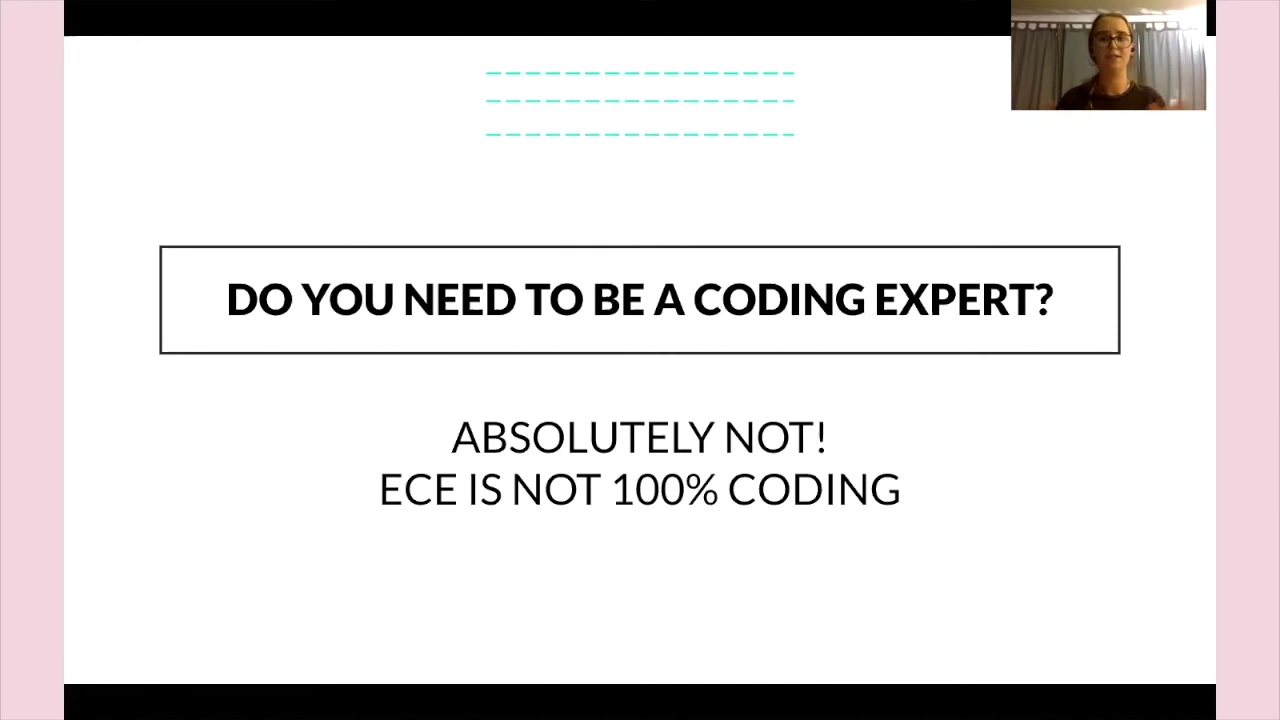 DO YOU NEED TO BE A CODING EXPERT?
ABSOLUTELY NOT!
ECE IS NOT 100% CODING